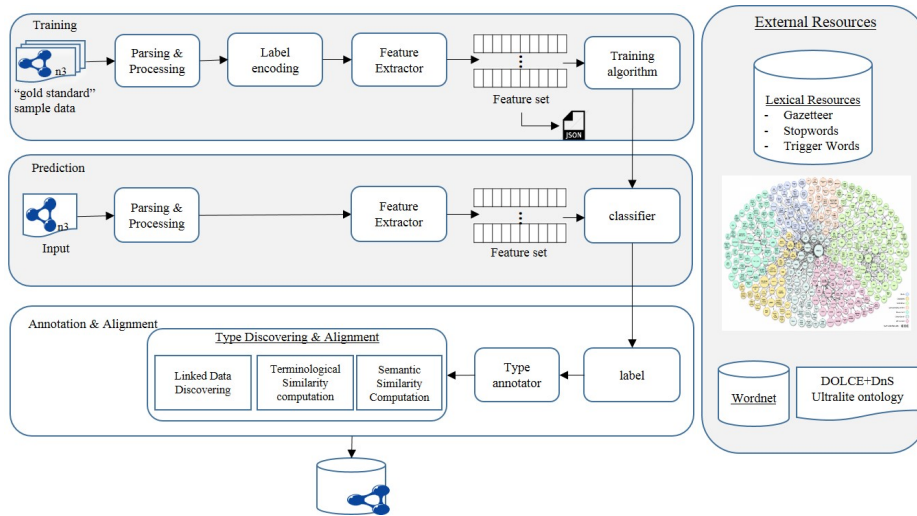 Training
n3
"gold standard"
sample data
Parsing &
Processing
Label
encoding
Feature
Extractor
Feature set
JSON
Training
algorithm
Prediction
n3
Input
Parsing &
Processing
Feature
Extractor
Feature set
classifier
Annotation & Alignment
Type Discovering & Alignment
Linked Data
Discovering
Terminological
Similarity
computation
Semantic
Similarity
Computation
Type
annotator
label
External Resources
Lexical Resources
- Gazetteer
- Stopwords
- Trigger Words
Wordnet
DOLCE+DnS
Ultralite ontology